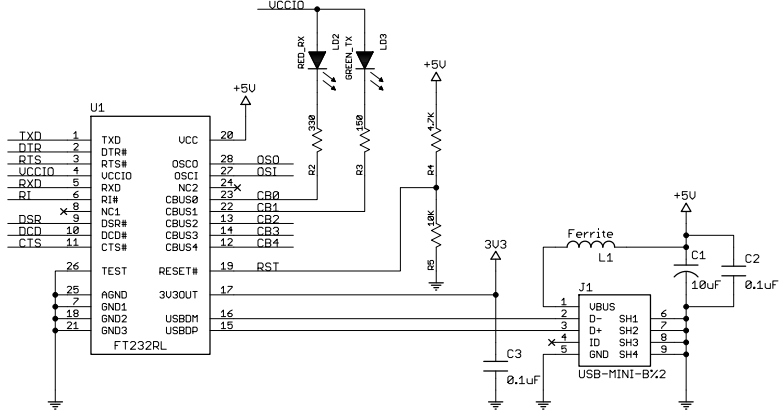 VCCIO
RED_RX
LD2
GREEN_TX
LD3
+5V
+5V
U1
330
R2
150
R3
4.7K
R4
10K
R5
TXD 1 TXD VCC 20
DTR 2 DTR#
RTS 3 RTS# OSCO 28 OSO
VCCIO 4 VCCIO OSCI 27 OSI
RXD 5 RXD NC2 24
RI 6 RI# CBUS0 23 CB0
8 NC1 CBUS1 22 CB1
DSR 9 DSR# CBUS2 13 CB2
DCD 10 DCD# CBUS3 14 CB3
CTS 11 CTS# CBUS4 12 CB4
26 TEST RESET# 19 RST
25 AGND 3V3OUT 17
7 GND1
18 GND2 USBDM 16
21 GND3 USBDP 15
FT232RL
3V3
C3
0.1uF
+5V
Ferrite
L1
C1
10uF
C2
0.1uF
J1
1 VBUS
2 D- SH1 6
3 D+ SH2 7
4 ID SH3 8
5 GND SH4 9
USB-MINI-B%2